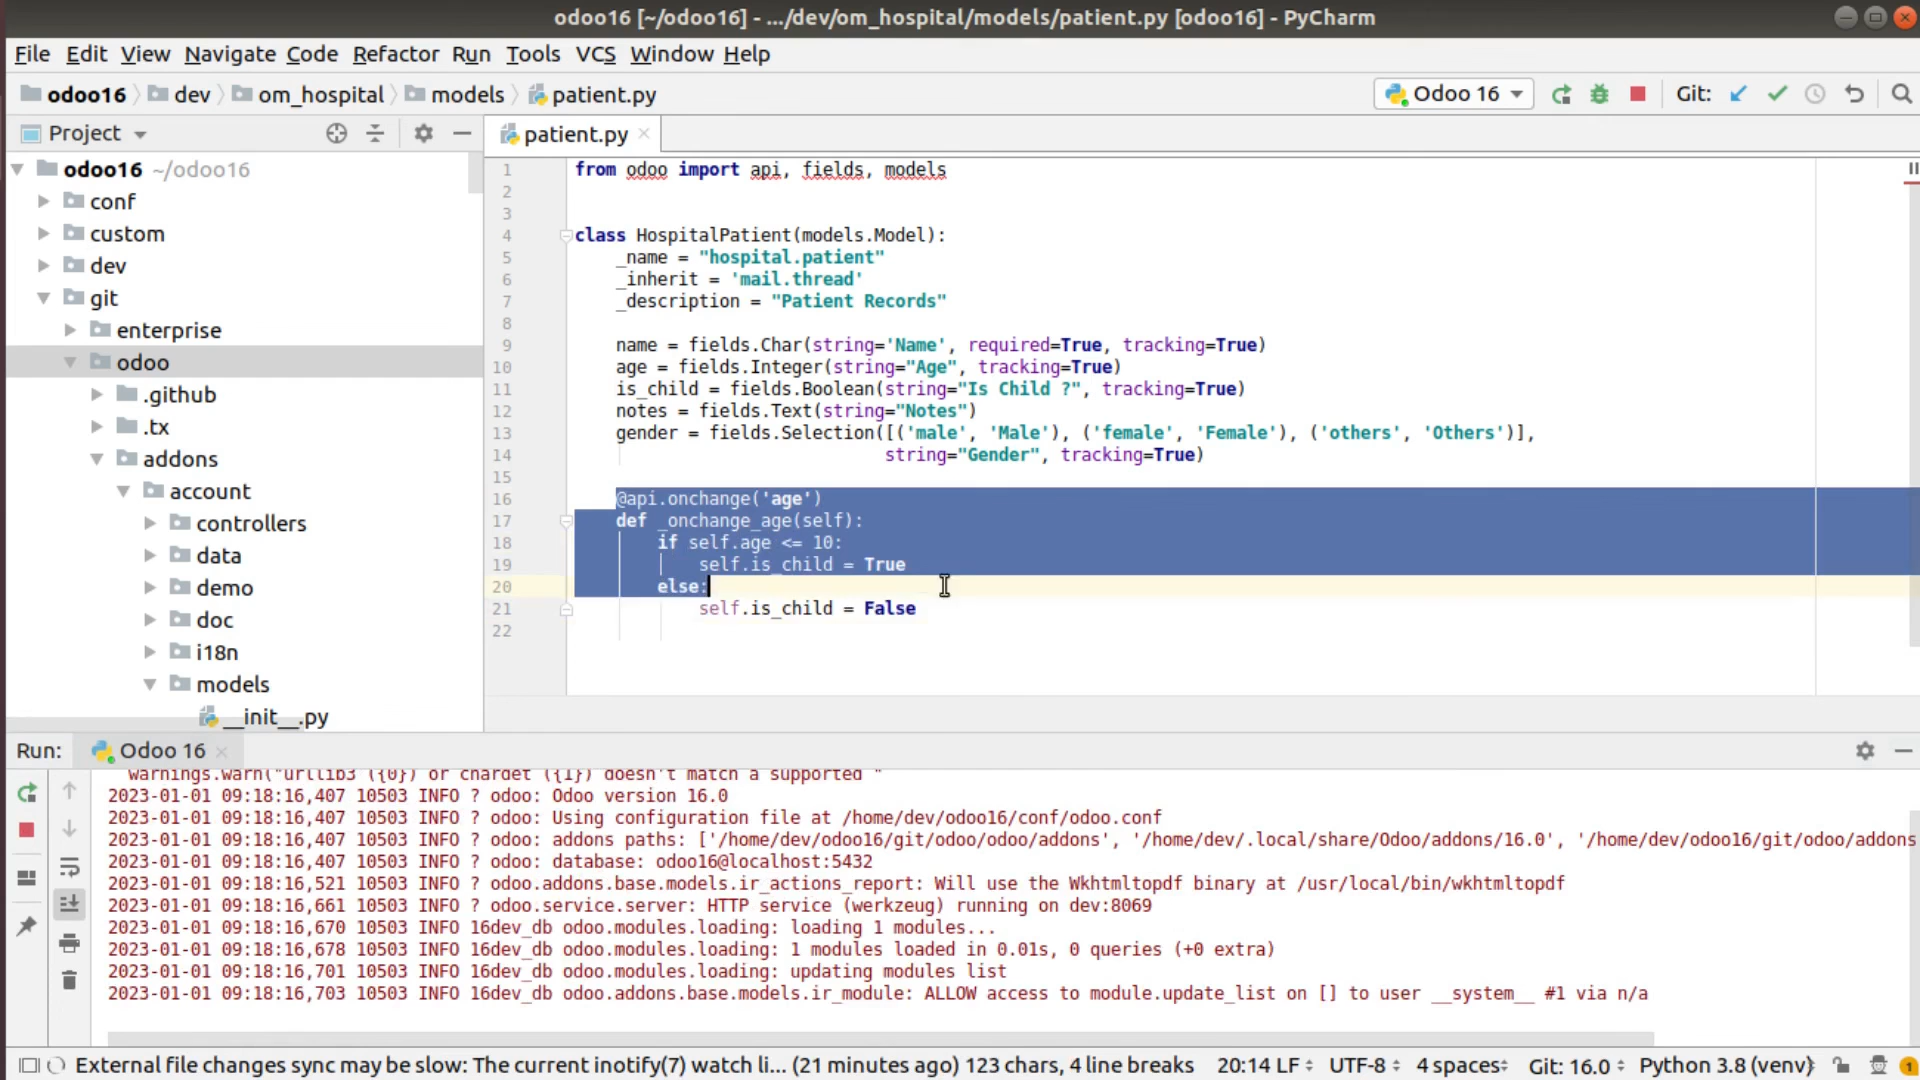 odoo16 [~/odoo16] - .../dev/om_hospital/models/patient.py [odoo16] - PyCharm
File Edit View Navigate Code Refactor Run Tools VCS Window Help
odoo16 dev om_hospital models patient.py Odoo 16 Git:
Project patient.py
odoo16 ~/odoo16
conf
custom
dev
git
enterprise
odoo
.github
.tx
addons
account
controllers
data
demo
doc
i18n
models
__init__.py
1 from odoo import api, fields, models
2
3
4 class HospitalPatient(models.Model):
5 _name = "hospital.patient"
6 _inherit = 'mail.thread'
7 _description = "Patient Records"
8
9 name = fields.Char(string='Name', required=True, tracking=True)
10 age = fields.Integer(string="Age", tracking=True)
11 is_child = fields.Boolean(string="Is Child ?", tracking=True)
12 notes = fields.Text(string="Notes")
13 gender = fields.Selection([('male', 'Male'), ('female', 'Female'), ('others', 'Others')],
14 string="Gender", tracking=True)
15
16 @api.onchange('age')
17 def _onchange_age(self):
18 if self.age <= 10:
19 self.is_child = True
20 else:
21 self.is_child = False
22
Run: Odoo 16
warnings.warn("urllib3 ({0}) or chardet ({1}) doesn't match a supported "
2023-01-01 09:18:16,407 10503 INFO ? odoo: Odoo version 16.0
2023-01-01 09:18:16,407 10503 INFO ? odoo: Using configuration file at /home/dev/odoo16/conf/odoo.conf
2023-01-01 09:18:16,407 10503 INFO ? odoo: addons paths: ['/home/dev/odoo16/git/odoo/odoo/addons', '/home/dev/.local/share/Odoo/addons/16.0', '/home/dev/odoo16/git/odoo/addons
2023-01-01 09:18:16,407 10503 INFO ? odoo: database: odoo16@localhost:5432
2023-01-01 09:18:16,521 10503 INFO ? odoo.addons.base.models.ir_actions_report: Will use the Wkhtmltopdf binary at /usr/local/bin/wkhtmltopdf
2023-01-01 09:18:16,661 10503 INFO ? odoo.service.server: HTTP service (werkzeug) running on dev:8069
2023-01-01 09:18:16,670 10503 INFO 16dev_db odoo.modules.loading: loading 1 modules...
2023-01-01 09:18:16,678 10503 INFO 16dev_db odoo.modules.loading: 1 modules loaded in 0.01s, 0 queries (+0 extra)
2023-01-01 09:18:16,701 10503 INFO 16dev_db odoo.modules.loading: updating modules list
2023-01-01 09:18:16,703 10503 INFO 16dev_db odoo.addons.base.models.ir_module: ALLOW access to module.update_list on [] to user __system__ #1 via n/a
External file changes sync may be slow: The current inotify(7) watch li... (21 minutes ago) 123 chars, 4 line breaks 20:14 LF UTF-8 4 spaces Git: 16.0 Python 3.8 (venv) 1